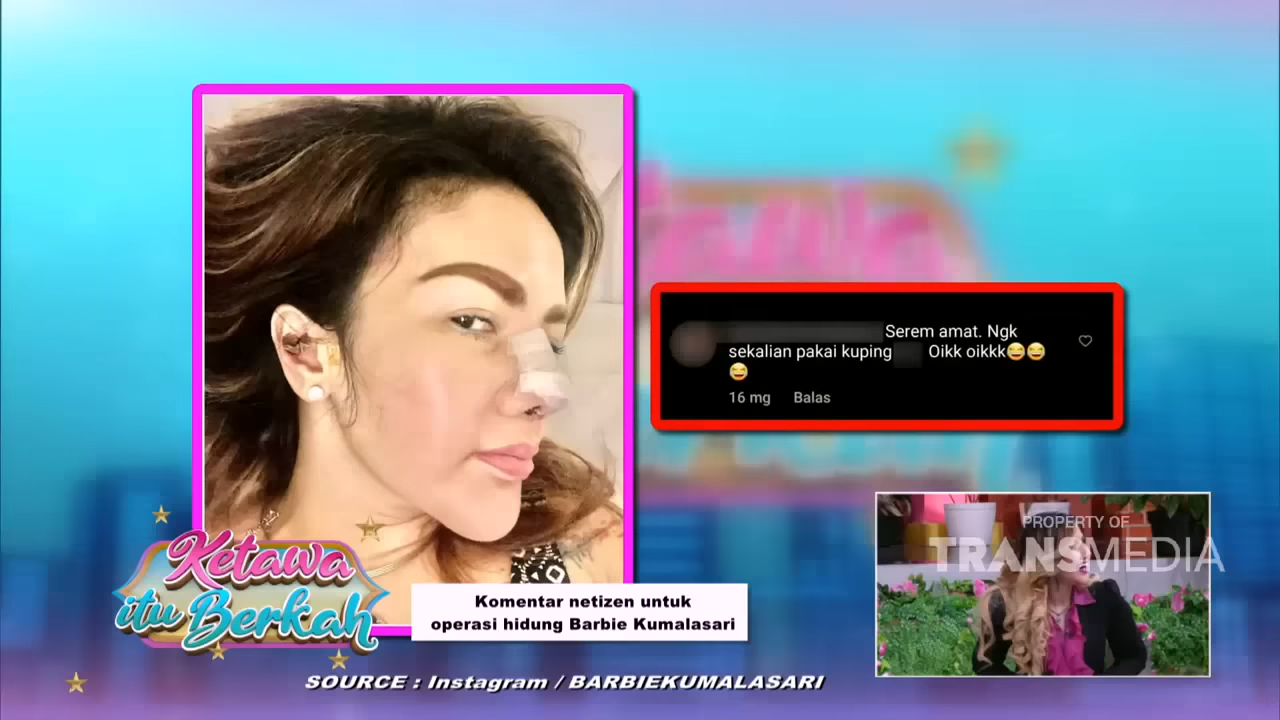 Serem amat. Ngk
sekalian pakai kuping Oikk oikkk😂😂
😂
16 mg Balas
PROPERTY OF
TRANSMEDIA
Ketawa
itu Berkah
Komentar netizen untuk
operasi hidung Barbie Kumalasari
SOURCE : Instagram / BARBIEKUMALASARI